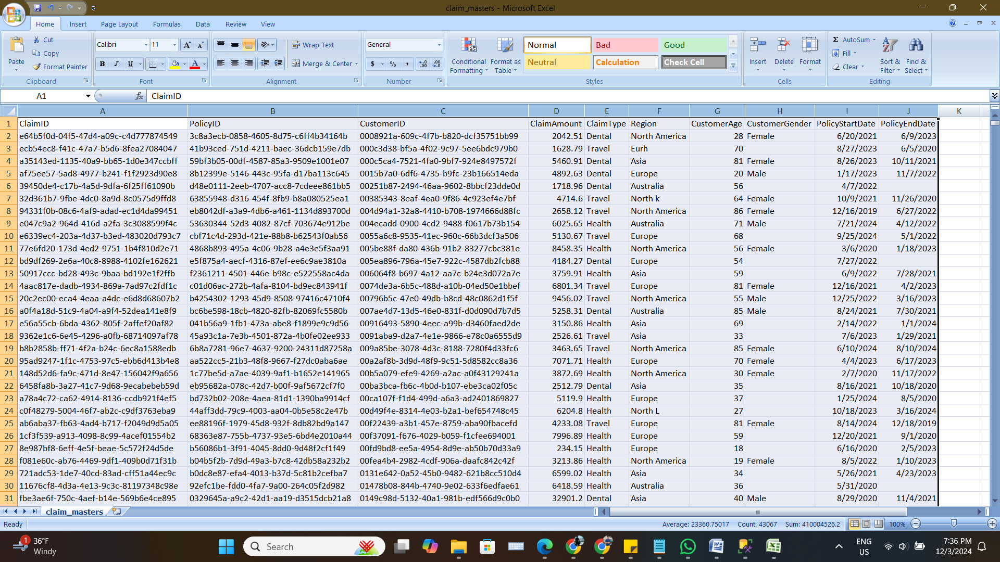 claim_masters - Microsoft Excel
Home Insert Page Layout Formulas Data Review View
Paste Cut Copy Format Painter Clipboard
Calibri 11 A A B I U A Font
Wrap Text Merge & Center Alignment
General $ % , Number
Conditional Formatting Format as Table Normal Bad Good Neutral Calculation Check Cell Styles
Insert Delete Format Cells
Σ AutoSum Fill Clear Sort & Filter Find & Select Editing
A1 fx ClaimID
A B C D E F G H I J K
1 ClaimID PolicyID CustomerID ClaimAmount ClaimType Region CustomerAge CustomerGender PolicyStartDate PolicyEndDate
2 e64b5f0d-04f5-47d4-a09c-c4d777874549 3c8a3ecb-0858-4605-8d75-c6ff4b34164b 0008921a-609c-4f7b-b820-dcf35751bb99 2042.51 Dental North America 28 Female 6/20/2021 6/9/2023
3 ecb54ec8-f41c-47a7-b5d6-8fea27084047 41b93ced-751d-4211-baec-36dcb159e7db 000c3d38-bf5a-4f02-9c97-5ee6bdc979b0 1628.79 Travel Eurh 70 8/27/2023 6/5/2020
4 a35143ed-1135-40a9-bb65-1d0e347ccbff 59bf3b05-00df-4587-85a3-9509e1001e07 000c5ca4-7521-4fa0-9bf7-924e8497572f 5460.91 Dental Asia 81 Female 8/26/2023 10/11/2021
5 af75ee57-5ad8-4977-b241-f1f2923d90e8 8b12399e-5146-443c-95fa-d17ba113c645 0015b7a0-6df6-4735-b9fc-23b166514eda 4892.63 Dental Europe 20 Male 1/17/2023 11/7/2022
6 39450de4-c17b-4a5d-9dfa-6f25ff61090b d48e0111-2eeb-4707-acc8-7cdeee861bb5 00251b87-2494-46aa-9602-8bbcf23dde0d 1718.96 Dental Australia 56 4/7/2022
7 32d361b7-9fbe-4dc0-8a9d-8c0575d9ffd8 63855948-d316-454f-8fb9-b8a080525ea1 00385343-8eaf-4ea0-9f86-4c923ef4e7bf 4714.6 Travel North k 64 Female 10/9/2021 11/26/2020
8 94331f0b-08c6-4af9-adad-ec1d4da99451 eb8042df-a3a9-4db6-a461-1134d893700d 004d94a1-32a8-4410-b708-1974666d88fc 2658.12 Travel North America 86 Female 12/16/2019 6/27/2022
9 e047c9a2-964d-416d-a2fa-3c3088599f4c 53630344-52d3-4082-87cf-703674e912be 004ecadd-0900-4cd2-9488-f0617b73b154 6025.65 Health Australia 71 Male 7/21/2024 4/12/2022
10 e6339ec4-203a-4d37-b3ed-483020d793c7 cbf71c4d-293d-421e-88b8-b62543f0ab56 0055a6c8-9535-41ec-960c-66b3dcf3a506 5130.67 Travel Europe 68 9/25/2024 5/1/2022
11 77e6fd20-173d-4ed2-9751-1b4f810d2e71 4868b893-495a-4c06-9b28-a4e3e5f3aa91 005be88f-da80-436b-91b2-83277cbc381e 8458.35 Health North America 56 Female 3/6/2020 1/18/2023
12 bd9df269-2e6a-40c8-8988-4102fe162621 e5f875a4-aecf-4316-87ef-ee6c9ae3810a 005ea896-796a-45e7-922c-4587db2fcb88 4184.27 Dental Europe 54 7/27/2022
13 50917ccc-bd28-493c-9baa-bd192e1f2ffb f2361211-4501-446e-b98c-e522558ac4da 006064f8-b697-4a12-aa7c-b24e3d072a7e 3759.91 Health Asia 59 6/9/2022 7/28/2021
14 4aac817e-dadb-4934-869a-7ad97c2fdf1c c01d06ac-272b-4afa-8104-bd9ec843941f 0074de3a-6b5c-488d-a10b-04ed50e1bbef 6801.34 Travel Europe 81 Female 12/16/2021 4/2/2023
15 20c2ec00-eca4-4eaa-a4dc-e6d8d68607b2 b4254302-1293-45d9-8508-97416c4710f4 00796b5c-47e0-49db-b8cd-48c0862d1f5f 9456.02 Travel North America 55 Male 12/25/2022 3/16/2023
16 a0f4a18d-51c9-4a04-a9f4-52dea141e8f9 bc6be598-18cb-4820-82fb-82069fc5580b 007ae4d7-13d5-46e0-831f-d0d090d7b7d5 5258.31 Dental Australia 85 Male 8/24/2021 7/30/2021
17 e56a55cb-6bda-4362-805f-2affef20af82 041b56a9-1fb1-473a-abe8-f1899e9c9d56 00916493-5890-4eec-a99b-d3460faed2de 3150.86 Health Asia 69 2/14/2022 1/1/2024
18 9362e1c6-6e45-4296-a0fb-68714097af78 45a93c1a-7e3b-4501-872a-4b0fe02ee933 0091aba9-d2a7-4e1e-9866-e78c0a6555d9 2526.61 Travel Asia 33 7/6/2023 1/29/2021
19 b8b2858b-ff71-4f2a-b24c-6ec8a1588edb 6b8a7281-96e7-4637-9200-24311d87258a 009a85be-3078-4d3c-8188-7280f4d33fc6 3463.65 Travel North America 85 Female 6/10/2024 8/10/2024
20 95ad9247-1f1c-4753-97c5-ebb6d413b4e8 aa522cc5-21b3-48f8-9667-f27dc0aba6ae 00a2af8b-3d9d-48f9-9c51-5d8582cc8a36 7071.71 Health Europe 70 Female 4/4/2023 6/17/2023
21 148d52d6-fa9c-471d-8e47-156042f9a656 1c77be5d-a7ae-4039-9af1-b1652e141965 00b5a079-efe9-4269-a2ac-a0f43129241a 3872.69 Health North America 30 Female 2/7/2020 11/17/2022
22 6458fa8b-3a27-41c7-9d68-9ecabebeb59d eb95682a-078c-42d7-b00f-9af5672cf7f0 00ba3bca-fb6c-4b0d-b107-ebe3ca02f05c 2512.79 Dental Asia 35 8/16/2021 10/18/2020
23 a78a4c72-ca62-4914-8136-ccdb921f4ef5 bd732b02-208e-4aea-81d1-1390ba9914cf 00ca107f-f1d4-499d-a6a3-ad2401869827 5119.9 Health Europe 37 1/25/2024 8/5/2020
24 c0f48279-5004-46f7-ab2c-c9df3763eba9 44aff3dd-79c9-4003-aa04-0b5e58c2e47b 00d49f4e-8314-4e03-b2a1-bef654748c45 6204.8 Health North L 27 10/18/2023 3/16/2024
25 ab6aba37-fb63-4ad4-b717-f2049d9d5a05 ee88196f-1979-45d8-932f-8db82bd9a147 00f22439-a3b1-457e-8759-aba90fbacefd 4233.08 Travel Europe 81 Female 8/14/2024 12/18/2019
26 1cf3f539-a913-4098-8c99-4acef01554b2 68363e87-755b-4737-93e5-6bd4e2010a44 00f37091-f676-4029-b059-f1cfee694001 7996.89 Health Europe 59 12/20/2021 9/1/2020
27 8e987bf8-6eff-4e5f-beae-5c572f24d5de b56086b1-3f91-4045-8dd0-9d48f2cf1f49 00fd9bd8-ee5a-4954-8d9e-ab50b70d33a9 234.15 Health Europe 18 6/16/2020 2/5/2023
28 f081e60c-ab76-4469-9df1-409b0d71f31b b04b5f2b-7d9d-49a3-b7c8-42db58a232b2 00fea4b4-2982-4cdf-906a-daafc842c42f 3213.86 Health North America 19 Female 8/5/2022 1/10/2023
29 721adc53-1de7-40cd-83ad-cff51a44ec9c b0dc8e87-efa4-4013-b37d-5c81b2cefba7 0131e642-0a52-45b0-9482-621b8cc510d4 6599.02 Health Asia 34 5/26/2021 4/23/2023
30 11676cf8-4d3a-4e13-9c3c-81197348c98e 92efc1be-fdd0-4fa7-9a00-264c05f2d982 01478b08-844b-4740-9e02-633f6edfae61 6418.59 Health Australia 36 5/31/2020
31 fbe3ae6f-750c-4aef-b14e-569b6e4ce895 0329645a-a9c2-42d1-aa19-d3515dcb21a8 0149c98d-5132-40a1-981b-edf566d9c0b0 32901.2 Dental Asia 40 Male 8/29/2020 11/4/2021
claim_masters
Ready Average: 23360.75017 Count: 43067 Sum: 410004526.2 100%
1 36°F Windy Search ENG US 7:36 PM 12/3/2024